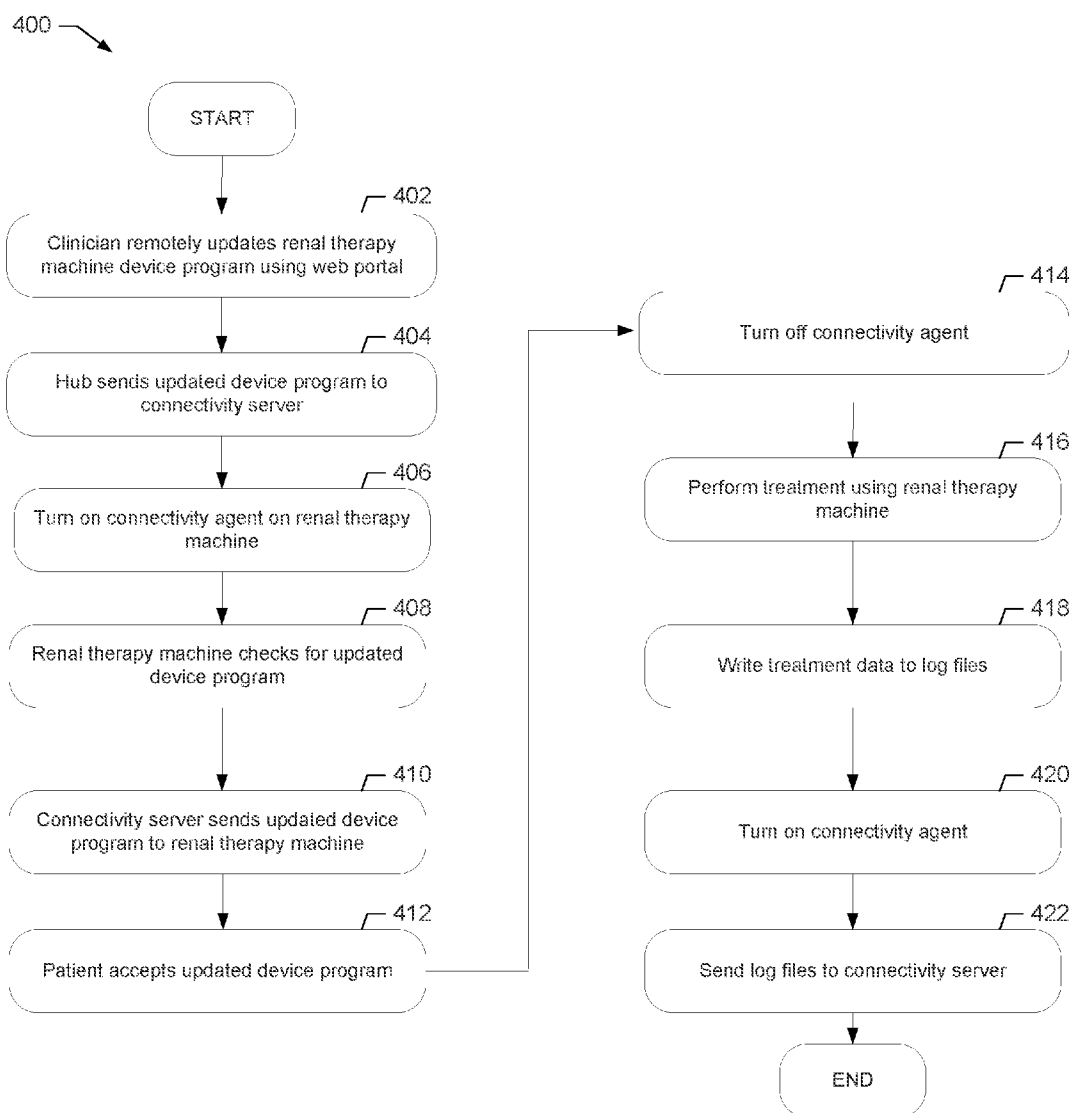 400
START
402
Clinician remotely updates renal therapy
machine device program using web portal
404
Hub sends updated device program to
connectivity server
406
Turn on connectivity agent on renal therapy
machine
408
Renal therapy machine checks for updated
device program
410
Connectivity server sends updated device
program to renal therapy machine
412
Patient accepts updated device program
414
Turn off connectivity agent
416
Perform treatment using renal therapy
machine
418
Write treatment data to log files
420
Turn on connectivity agent
422
Send log files to connectivity server
END